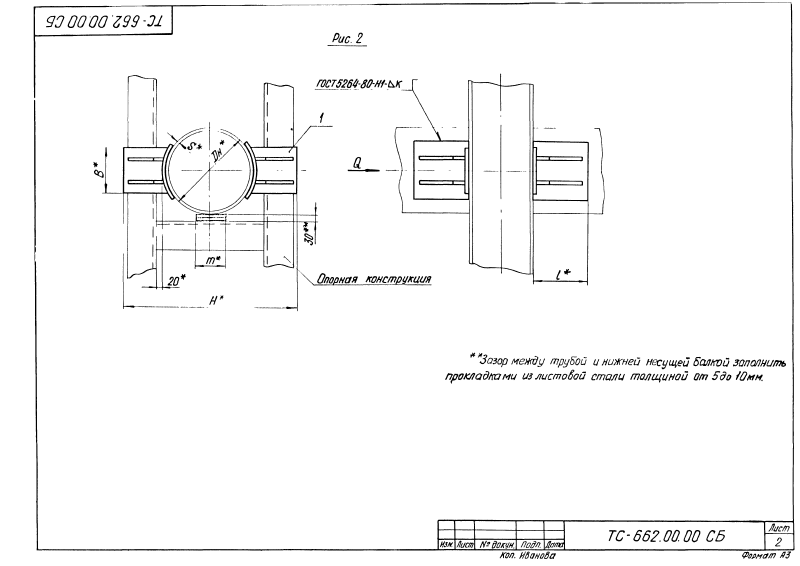 ТС-662.00.00 СБ
Рис. 2
ГОСТ 5264-80-Н1-△К
1
S*
Dн*
В*
Q
30**
m*
20*
Опорная конструкция
l*
Н*
**Зазор между трубой и нижней несущей балкой заполнить
прокладками из листовой стали толщиной от 5 до 10мм.
ТС-662.00.00 СБ
Лист
2
Изм. Лист № докум. Подп. Дата
Коп. Иванова
Формат А3